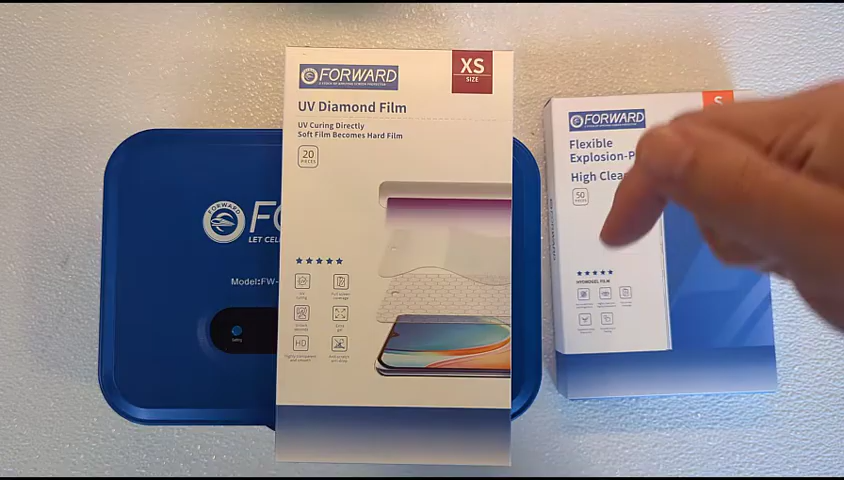 FORWARD
XS
SIZE
UV Diamond Film
UV Curing Directly
Soft Film Becomes Hard Film
20
PIECES
HD
FORWARD
LET CEL
Model:FW-
FORWARD
S
Flexible
Explosion-P
High Clea
50
PIECES
HYDROGEL FILM